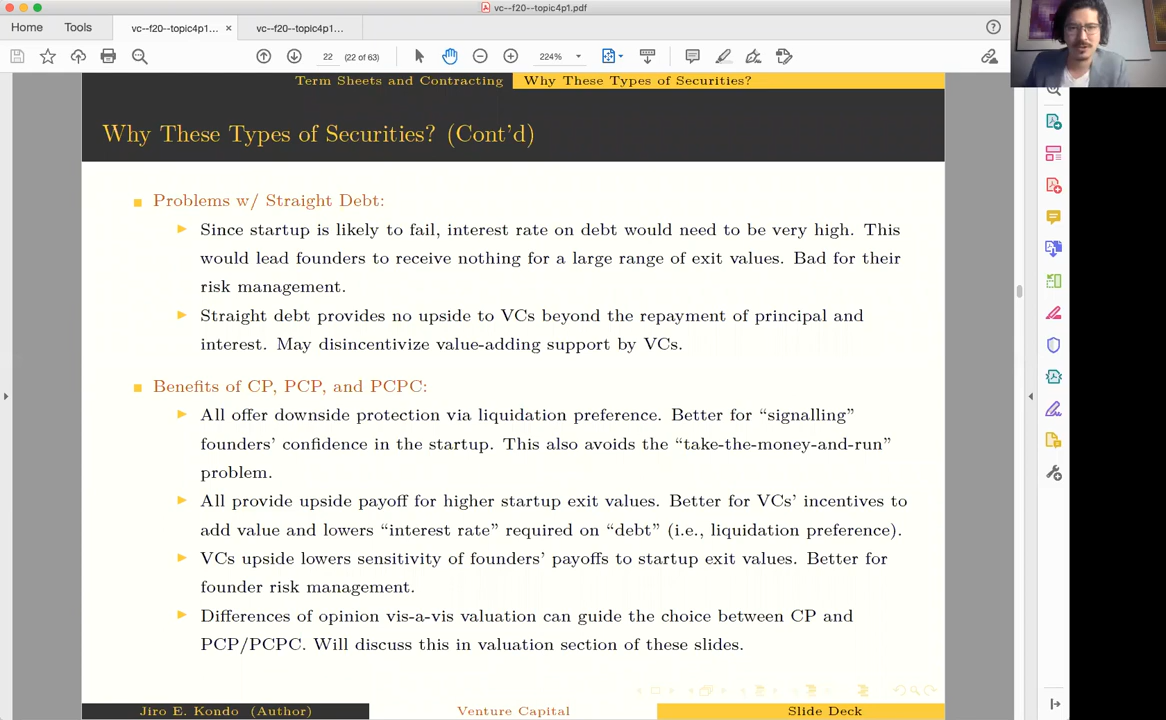 vc--f20--topic4p1.pdf
Home
Tools
vc--f20--topic4p1... ×
vc--f20--topic4p1...
22
(22 of 63)
224%
Term Sheets and Contracting
Why These Types of Securities?
Why These Types of Securities? (Cont'd)
Problems w/ Straight Debt:
Since startup is likely to fail, interest rate on debt would need to be very high. This
would lead founders to receive nothing for a large range of exit values. Bad for their
risk management.
Straight debt provides no upside to VCs beyond the repayment of principal and
interest. May disincentivize value-adding support by VCs.
Benefits of CP, PCP, and PCPC:
All offer downside protection via liquidation preference. Better for “signalling”
founders' confidence in the startup. This also avoids the “take-the-money-and-run”
problem.
All provide upside payoff for higher startup exit values. Better for VCs' incentives to
add value and lowers “interest rate” required on “debt” (i.e., liquidation preference).
VCs upside lowers sensitivity of founders' payoffs to startup exit values. Better for
founder risk management.
Differences of opinion vis-a-vis valuation can guide the choice between CP and
PCP/PCPC. Will discuss this in valuation section of these slides.
Jiro E. Kondo (Author)
Venture Capital
Slide Deck